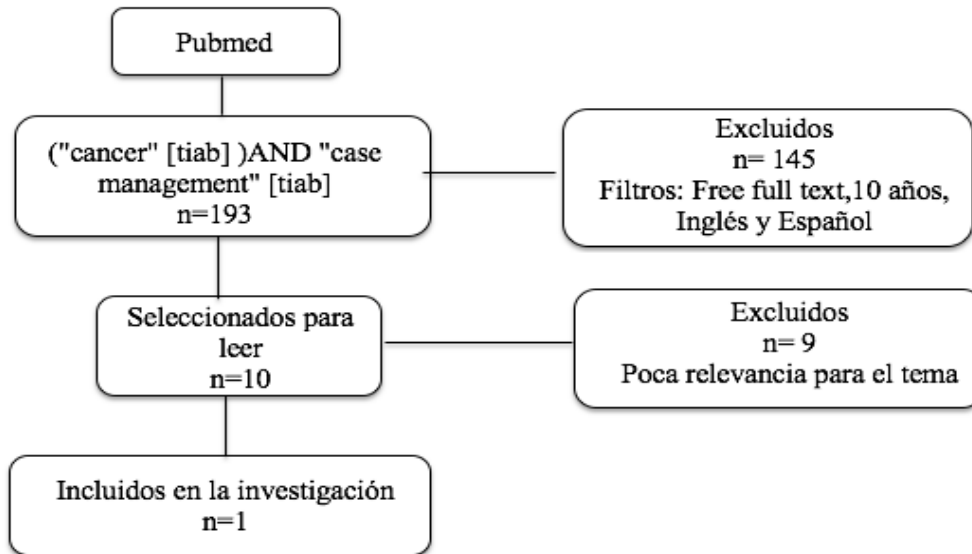 Pubmed
("cancer" [tiab] )AND "case
management" [tiab]
n=193
Excluidos
n= 145
Filtros: Free full text,10 años,
Inglés y Español
Seleccionados para
leer
n=10
Excluidos
n= 9
Poca relevancia para el tema
Incluidos en la investigación
n=1